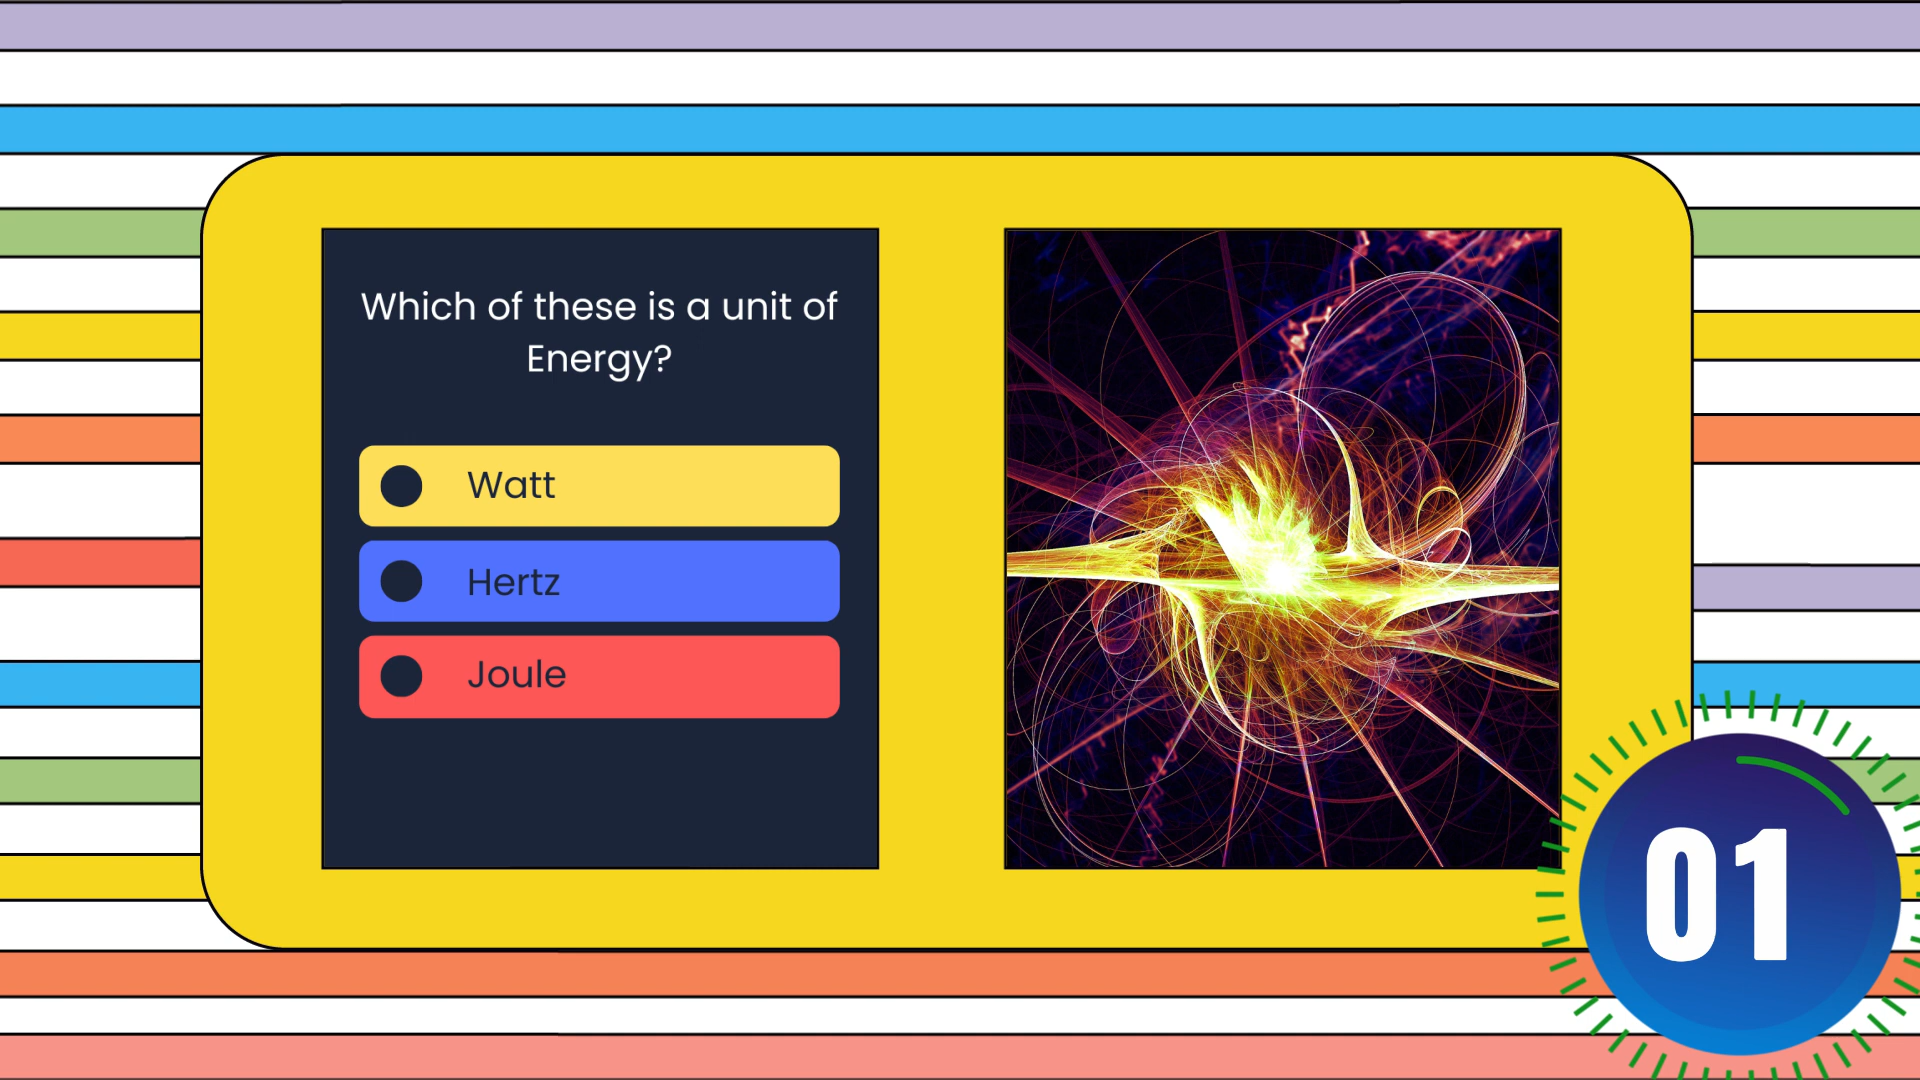 Which of these is a unit of
Energy?
Watt
Hertz
Joule
01